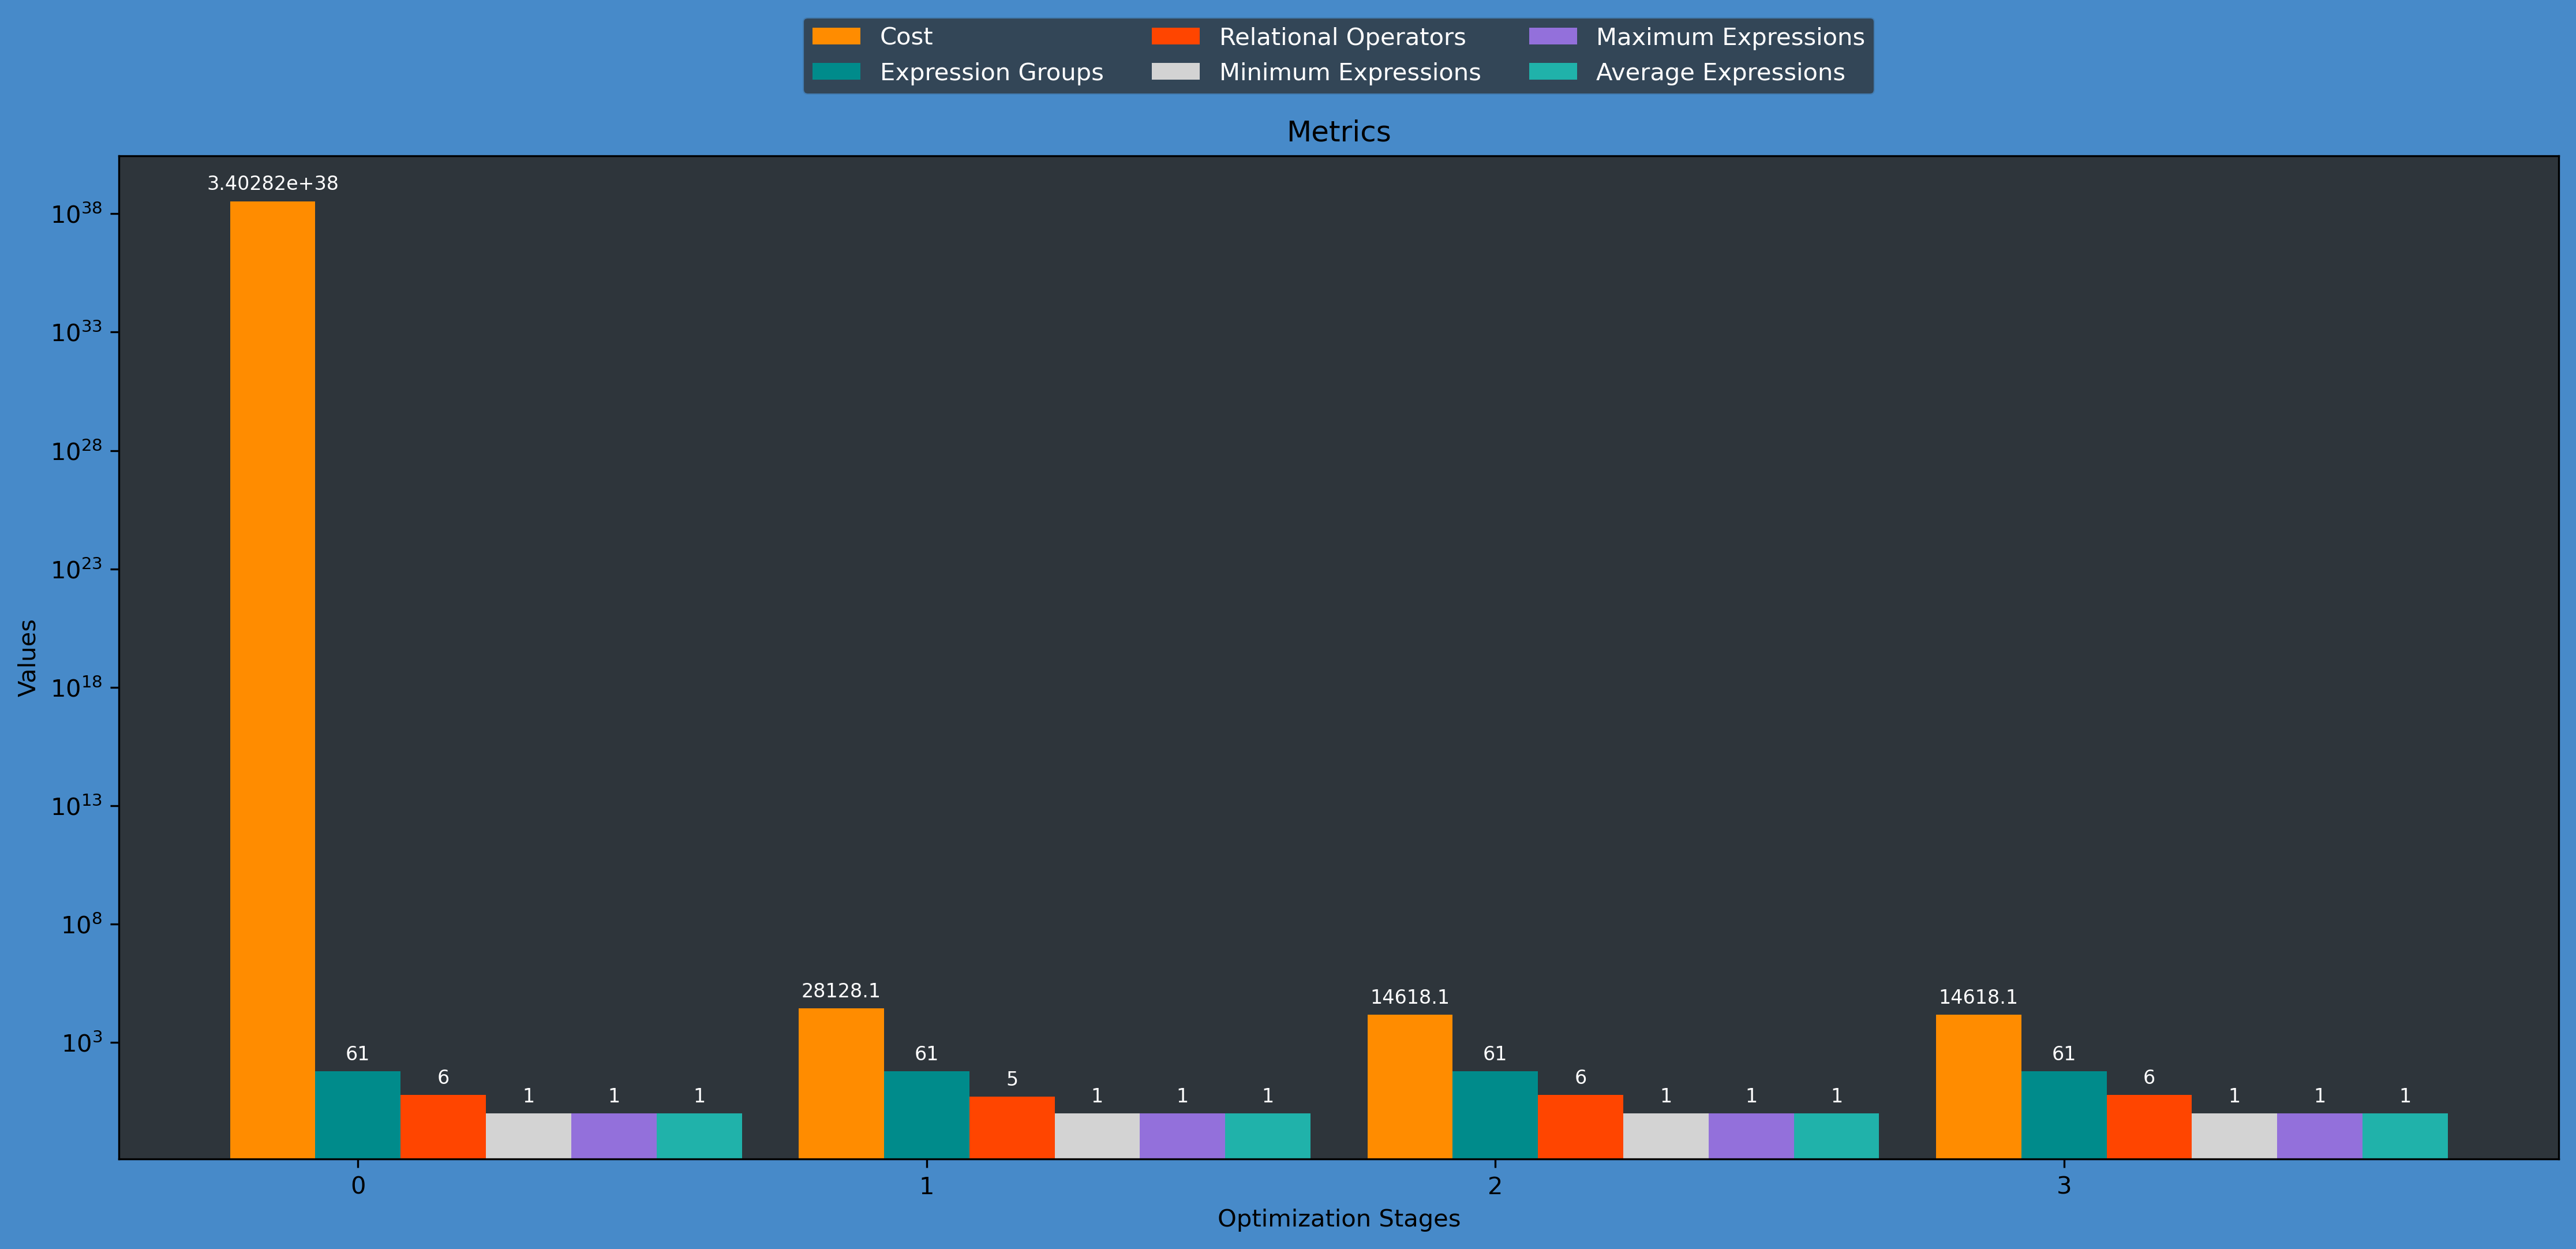 Cost Relational Operators Maximum Expressions
Expression Groups Minimum Expressions Average Expressions
Metrics
3.40282e+38
10^38
10^33
10^28
10^23
10^18
10^13
10^8
10^3
Values
28128.1 14618.1 14618.1
61 6 1 1 1 61 5 1 1 1 61 6 1 1 1 61 6 1 1 1
0 1 2 3
Optimization Stages